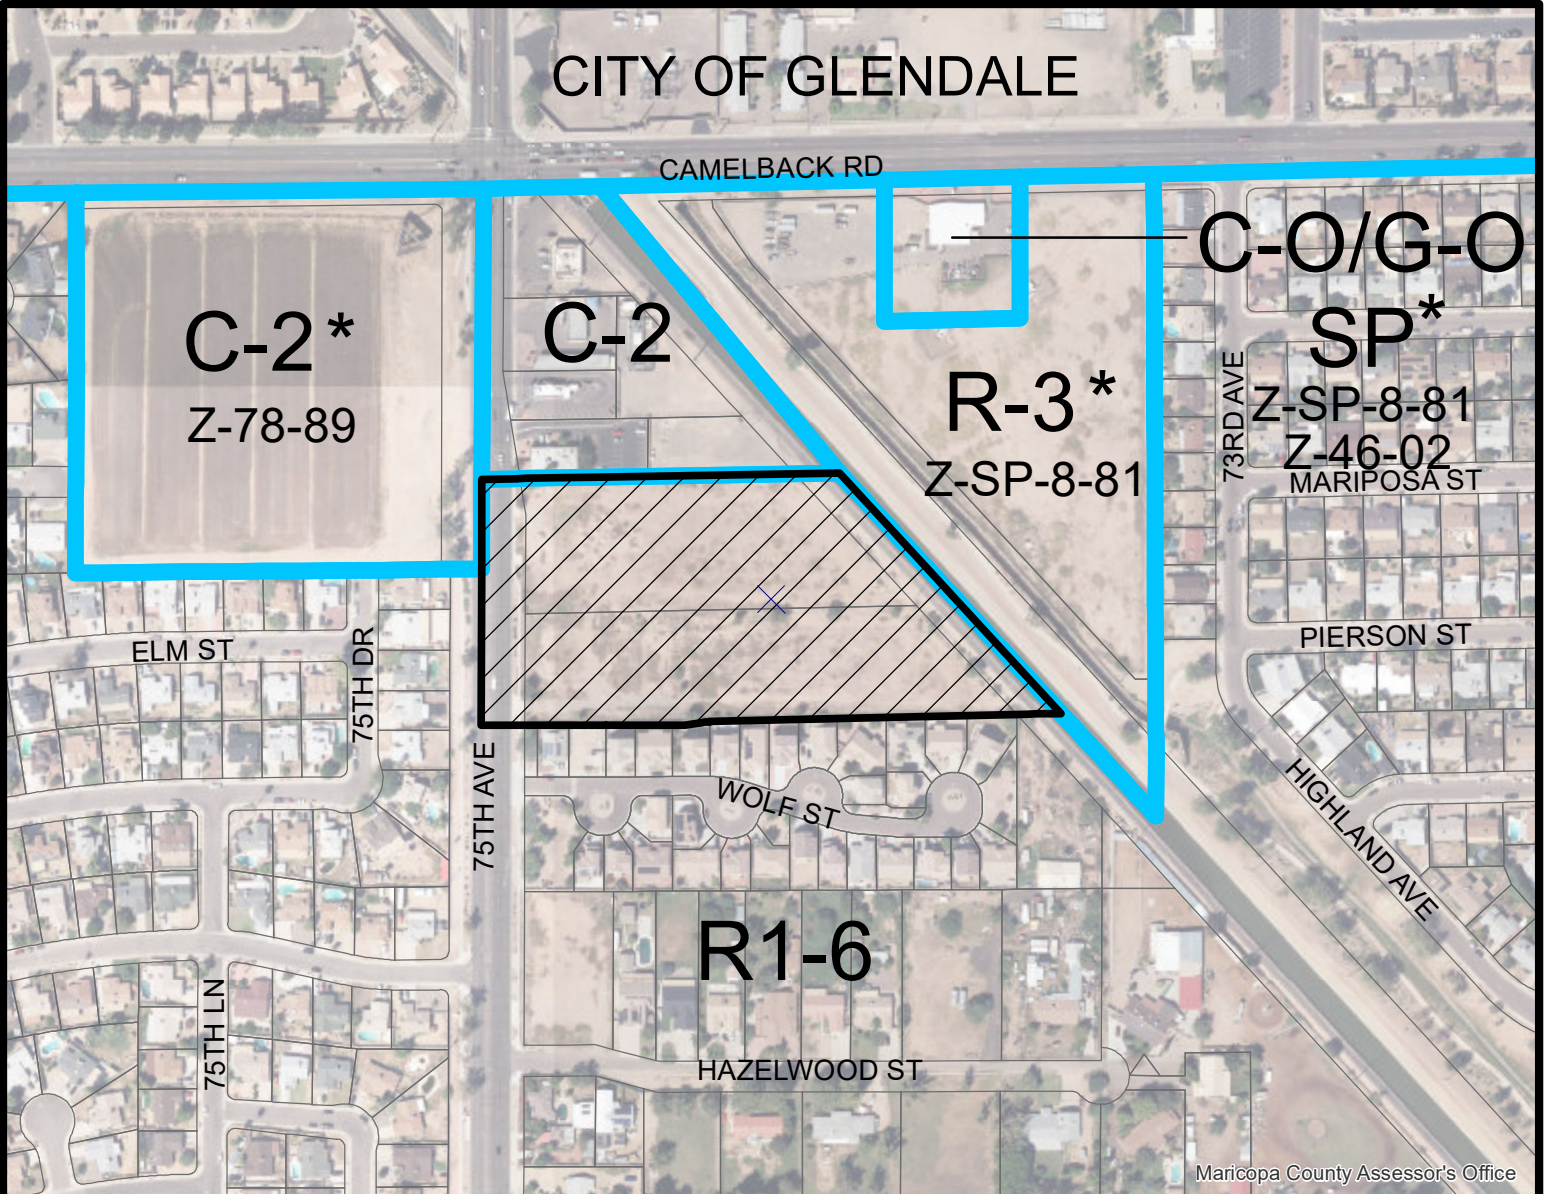 CITY OF GLENDALE
CAMELBACK RD
C-O/G-O
SP*
Z-SP-8-81
Z-46-02
C-2*
Z-78-89
C-2
R-3*
Z-SP-8-81
73RD AVE
MARIPOSA ST
PIERSON ST
ELM ST
75TH DR
75TH AVE
WOLF ST
HIGHLAND AVE
R1-6
75TH LN
HAZELWOOD ST
Maricopa County Assessor's Office